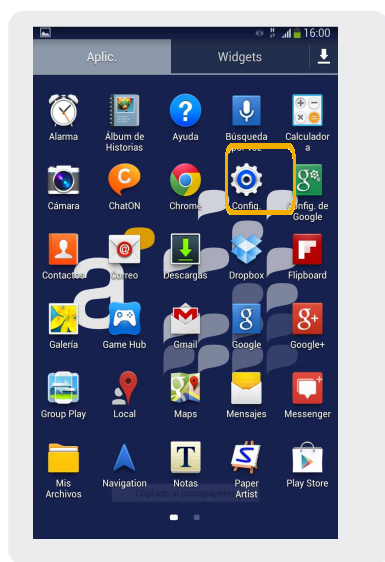 16:00
Aplic. Widgets
Alarma Álbum de Historias Ayuda Búsqueda por voz Calculadora
Cámara ChatON Chrome Config. Config. de Google
Contactos Correo Descargas Dropbox Flipboard
Galería Game Hub Gmail Google Google+
Group Play Local Maps Mensajes Messenger
Mis Archivos Navigation Notas Paper Artist Play Store
Copiado al portapapeles